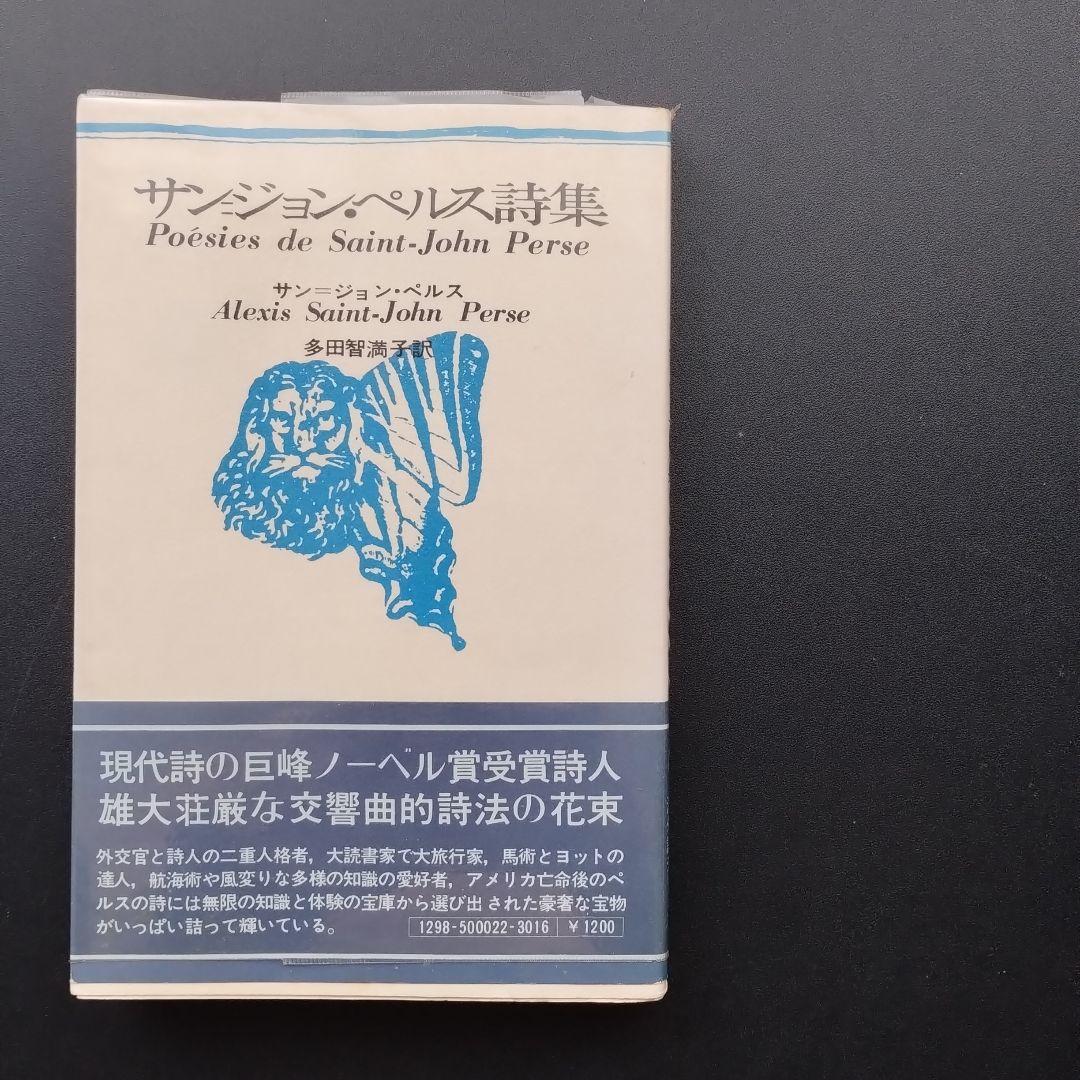 サン=ジョン・ペルス詩集
Poésies de Saint-John Perse
サン=ジョン・ペルス
Alexis Saint-John Perse
多田智満子訳
現代詩の巨峰ノーベル賞受賞詩人
雄大荘厳な交響曲的詩法の花束
外交官と詩人の二重人格者,大読書家で大旅行家,馬術とヨットの
達人,航海術や風変りな多様の知識の愛好者,アメリカ亡命後のペ
ルスの詩には無限の知識と体験の宝庫から選び出された豪奢な宝物
がいっぱい詰って輝いている。 1298-500022-3016 ¥1200